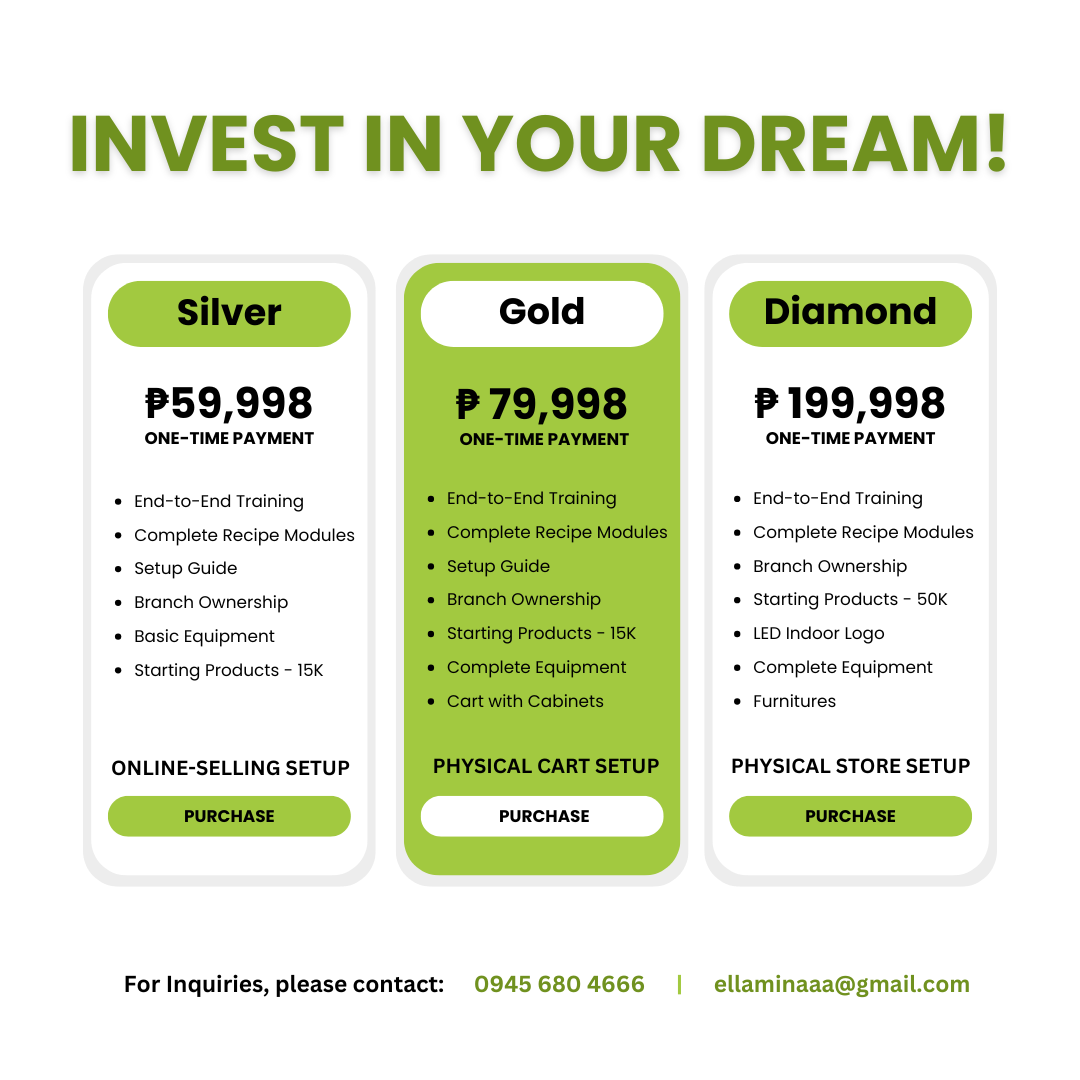 INVEST IN YOUR DREAM!
Silver
₱59,998
ONE-TIME PAYMENT
• End-to-End Training
• Complete Recipe Modules
• Setup Guide
• Branch Ownership
• Basic Equipment
• Starting Products - 15K
ONLINE-SELLING SETUP
PURCHASE
Gold
₱ 79,998
ONE-TIME PAYMENT
• End-to-End Training
• Complete Recipe Modules
• Setup Guide
• Branch Ownership
• Starting Products - 15K
• Complete Equipment
• Cart with Cabinets
PHYSICAL CART SETUP
PURCHASE
Diamond
₱ 199,998
ONE-TIME PAYMENT
• End-to-End Training
• Complete Recipe Modules
• Branch Ownership
• Starting Products - 50K
• LED Indoor Logo
• Complete Equipment
• Furnitures
PHYSICAL STORE SETUP
PURCHASE
For Inquiries, please contact: 0945 680 4666 | ellaminaaa@gmail.com